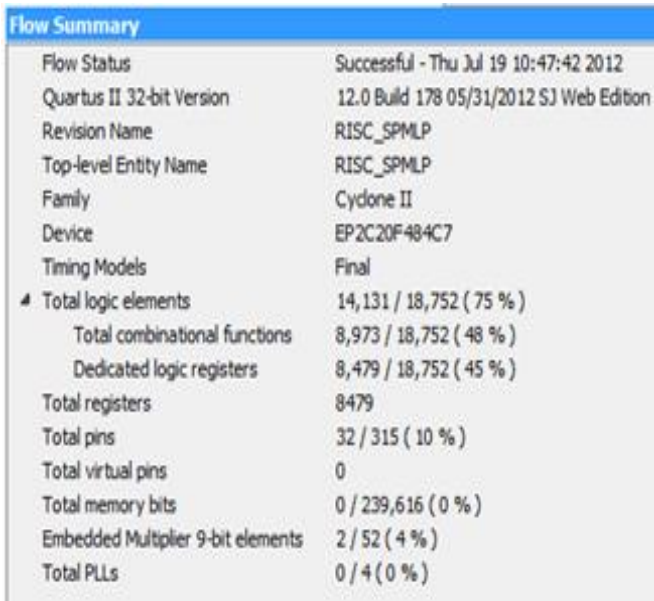 Flow Summary
Flow Status Successful - Thu Jul 19 10:47:42 2012
Quartus II 32-bit Version 12.0 Build 178 05/31/2012 SJ Web Edition
Revision Name RISC_SPMLP
Top-level Entity Name RISC_SPMLP
Family Cyclone II
Device EP2C20F484C7
Timing Models Final
Total logic elements 14,131 / 18,752 ( 75 % )
Total combinational functions 8,973 / 18,752 ( 48 % )
Dedicated logic registers 8,479 / 18,752 ( 45 % )
Total registers 8479
Total pins 32 / 315 ( 10 % )
Total virtual pins 0
Total memory bits 0 / 239,616 ( 0 % )
Embedded Multiplier 9-bit elements 2 / 52 ( 4 % )
Total PLLs 0 / 4 ( 0 % )